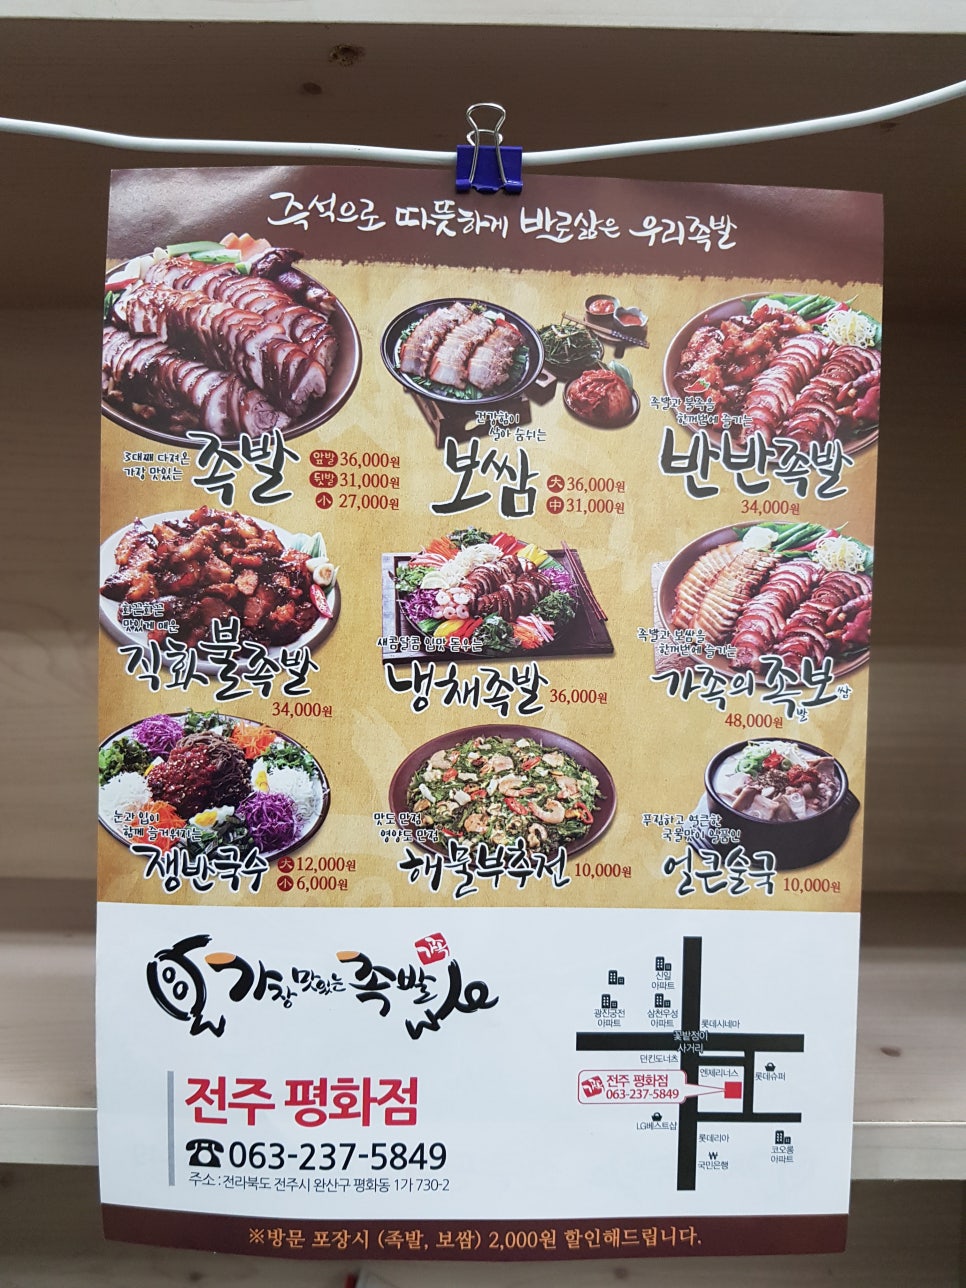 즉석으로 따뜻하게 바로삶은 우리족발
3대째 다져온
가장 맛있는
족발
앞발 36,000원
뒷발 31,000원
小 27,000원
건강함이
살아 숨쉬는
보쌈
大 36,000원
中 31,000원
족발과 불족을
한꺼번에 즐기는
반반족발
34,000원
화끈화끈
맛있게 매운
직화불족발
34,000원
새콤달콤 입맛 돋우는
냉채족발 36,000원
족발과 보쌈을
한꺼번에 즐기는
가족의 족발보쌈
48,000원
눈과 입이
함께 즐거워지는
쟁반국수
大 12,000원
小 6,000원
맛도 만점
영양도 만점
해물부추전 10,000원
푸짐하고 얼큰한
국물맛이 일품인
얼큰술국 10,000원
가장 맛있는 족발
가족
전주 평화점
☎063-237-5849
주소 : 전라북도 전주시 완산구 평화동 1가 730-2
신일
아파트
광진궁전
아파트
삼천우성
아파트
롯데시네마
꽃밭정이
사거리
던킨도너츠
엔제리너스
롯데슈퍼
전주 평화점
063-237-5849
LG베스트샵
롯데리아
₩
국민은행
코오롱
아파트
※방문 포장시 (족발, 보쌈) 2,000원 할인해드립니다.